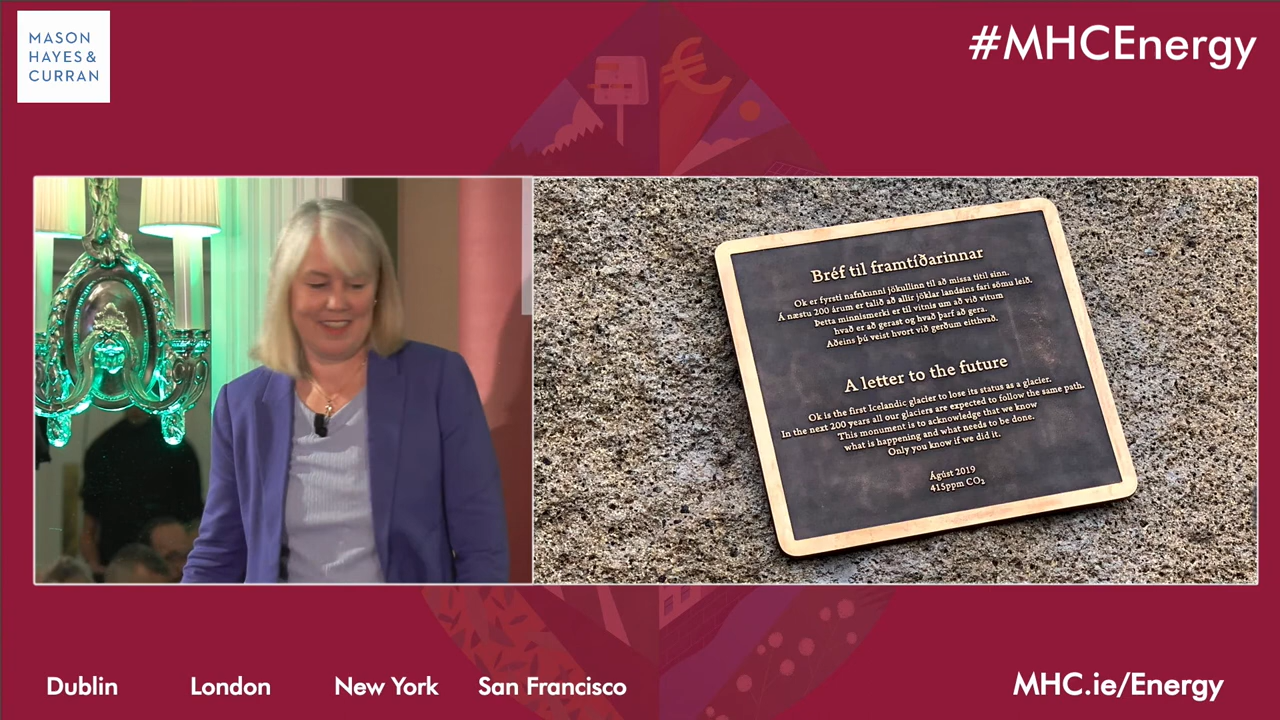 MASON
HAYES &
CURRAN
#MHCEnergy
Bréf til framtíðarinnar
Ok er fyrsti nafnkunni jökullinn til að missa titil sinn.
Á næstu 200 árum er talið að allir jöklar landsins fari sömu leið.
Þetta minnismerki er til vitnis um að við vitum
hvað er að gerast og hvað þarf að gera.
Aðeins þú veist hvort við gerðum eitthvað.
A letter to the future
Ok is the first Icelandic glacier to lose its status as a glacier.
In the next 200 years all our glaciers are expected to follow the same path.
This monument is to acknowledge that we know
what is happening and what needs to be done.
Only you know if we did it.
Ágúst 2019
415ppm CO₂
Dublin London New York San Francisco
MHC.ie/Energy